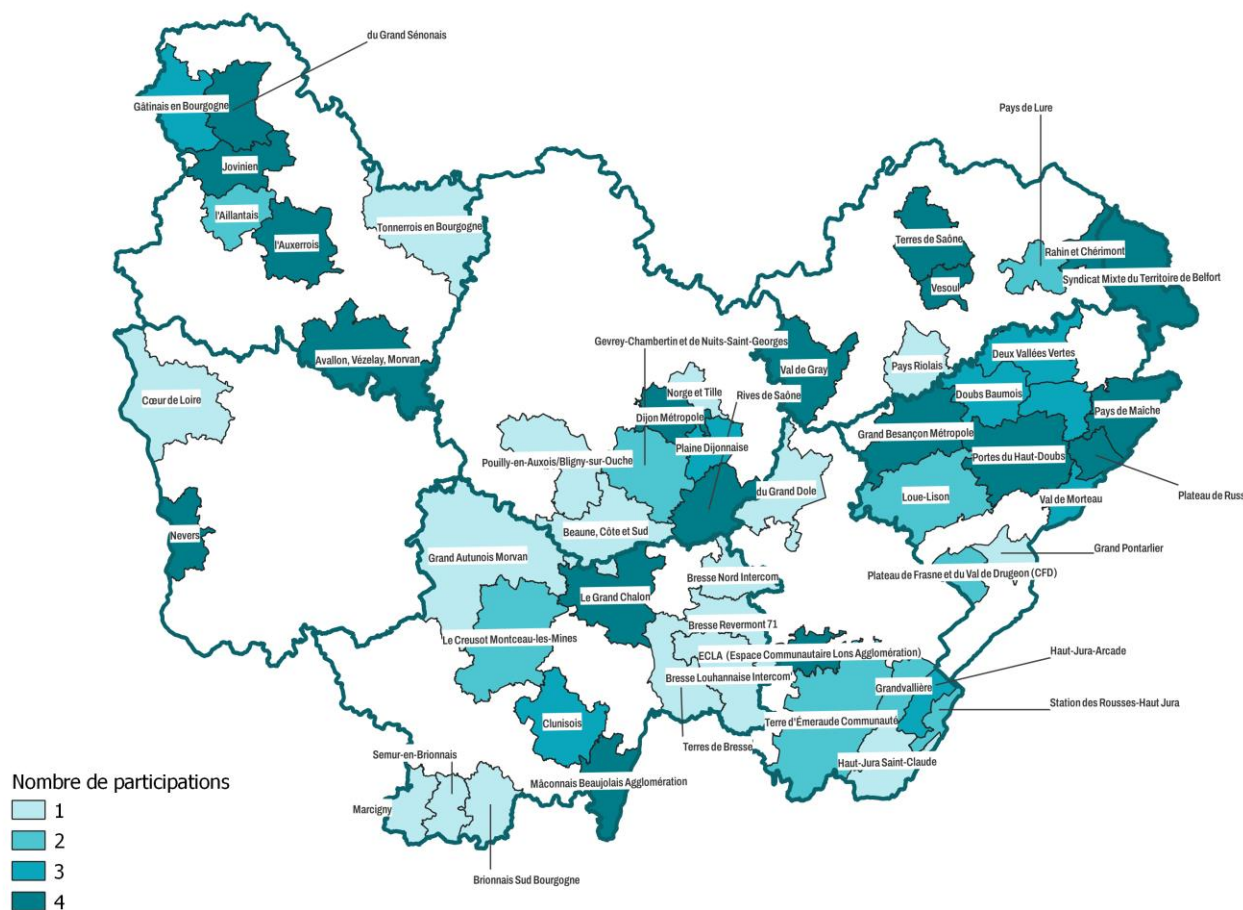 du Grand Sénonais
Gâtinais en Bourgogne
Pays de Lure
Jovinien
l'Aillantais
Tonnerrois en Bourgogne
l'Auxerrois
Terres de Saône
Rahin et Chérimont
Syndicat Mixte du Territoire de Belfort
Vesoul
Gevrey-Chambertin et de Nuits-Saint-Georges
Deux Vallées Vertes
Avallon, Vézelay, Morvan
Val de Gray
Pays Riolais
Norge et Tille
Rives de Saône
Doubs Baumois
Cœur de Loire
Pays de Maîche
Dijon Métropole
Grand Besançon Métropole
Plaine Dijonnaise
Pouilly-en-Auxois/Bligny-sur-Ouche
Portes du Haut-Doubs
du Grand Dole
Loue-Lison
Plateau de Russ
Val de Morteau
Nevers
Beaune, Côte et Sud
Grand Pontarlier
Grand Autunois Morvan
Plateau de Frasne et du Val de Drugeon (CFD)
Bresse Nord Intercom
Le Grand Chalon
Bresse Revermont 71
Le Creusot Montceau-les-Mines
ECLA (Espace Communautaire Lons Agglomération)
Haut-Jura-Arcade
Bresse Louhannaise Intercom'
Grandvallière
Station des Rousses-Haut Jura
Clunisois
Terre d'Émeraude Communauté
Terres de Bresse
Semur-en-Brionnais
Haut-Jura Saint-Claude
Mâconnais Beaujolais Agglomération
Marcigny
Brionnais Sud Bourgogne
Nombre de participations
1
2
3
4